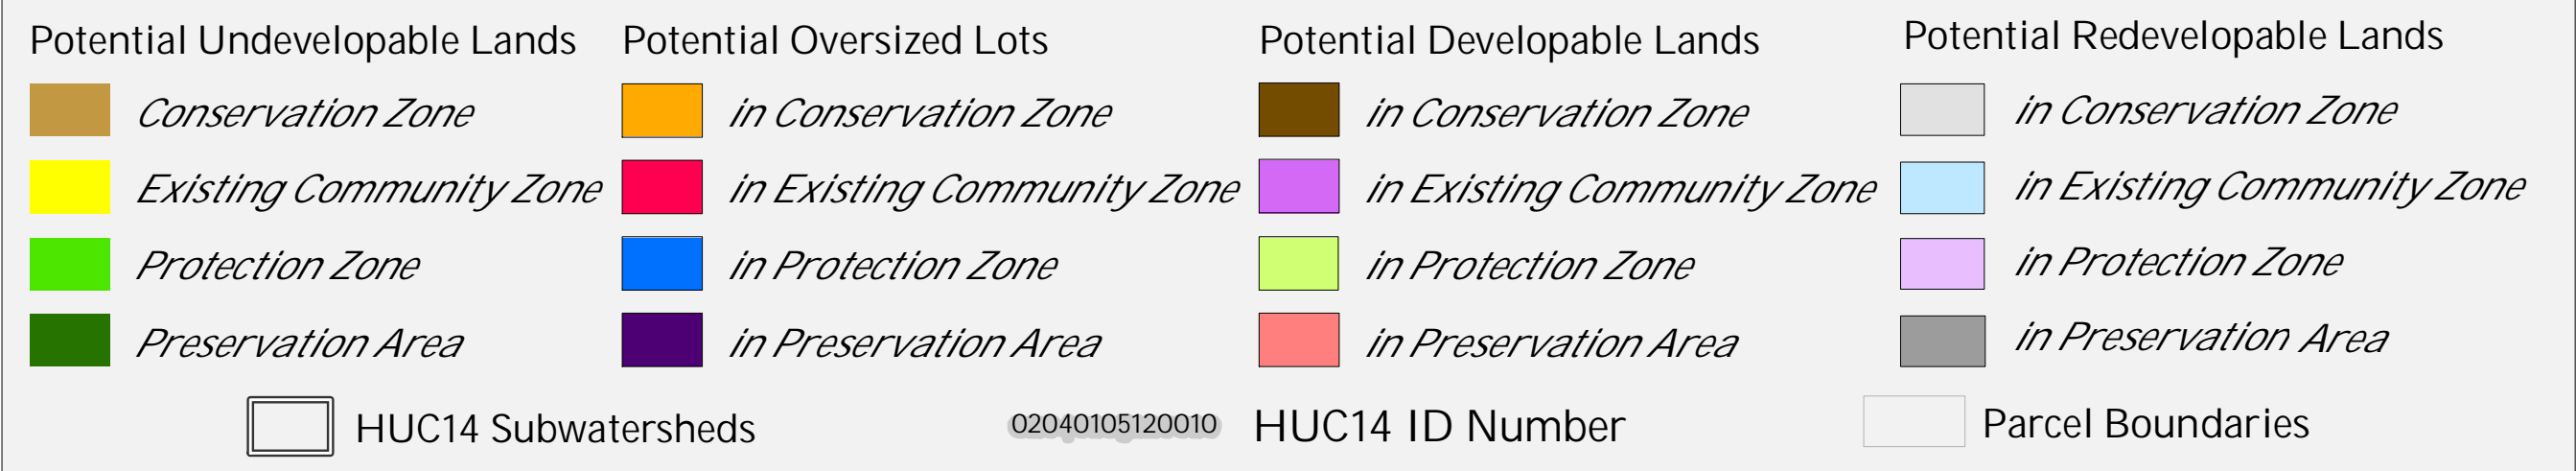 Potential Undevelopable Lands
Conservation Zone
Existing Community Zone
Protection Zone
Preservation Area
Potential Oversized Lots
in Conservation Zone
in Existing Community Zone
in Protection Zone
in Preservation Area
Potential Developable Lands
in Conservation Zone
in Existing Community Zone
in Protection Zone
in Preservation Area
Potential Redevelopable Lands
in Conservation Zone
in Existing Community Zone
in Protection Zone
in Preservation Area
HUC14 Subwatersheds
02040105120010
HUC14 ID Number
Parcel Boundaries